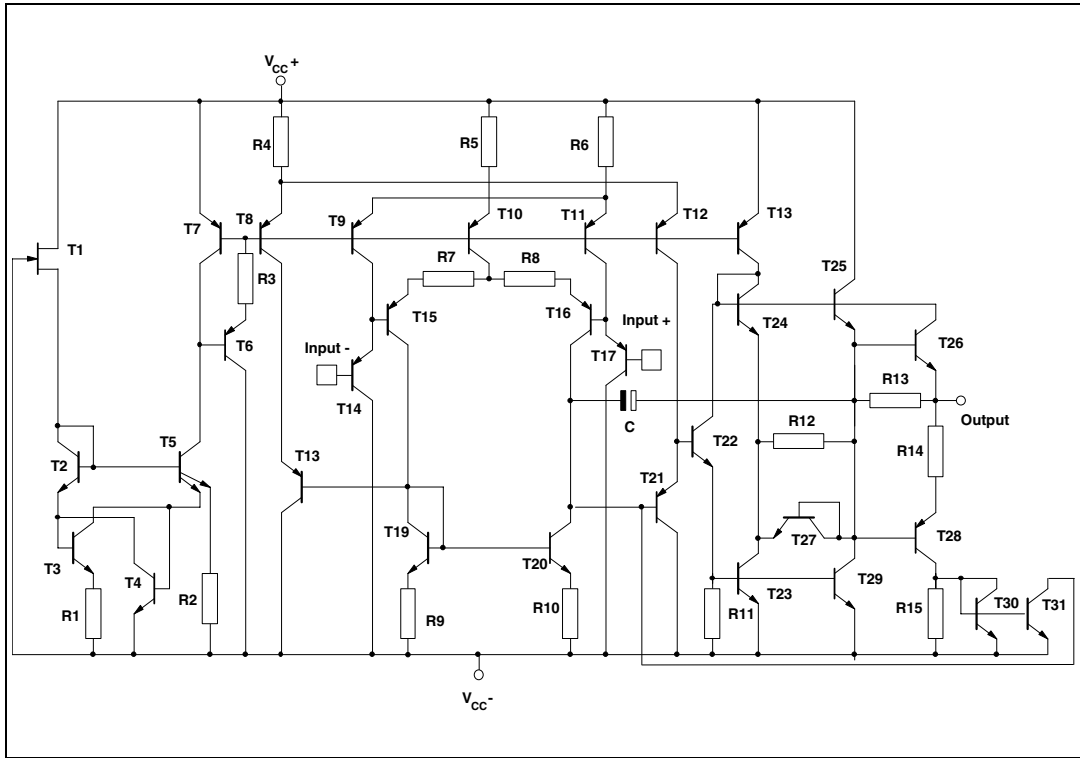 VCC+
R4
R5
R6
T7
T8
T9
T10
T11
T12
T13
T1
R3
R7
R8
T25
T6
T15
T16
Input +
T24
T26
Input -
T17
T14
R13
Output
C
R12
T2
T5
T13
T22
R14
T21
T19
T27
T28
T3
T4
T20
T23
T29
R1
R2
R9
R10
R11
R15
T30
T31
VCC-